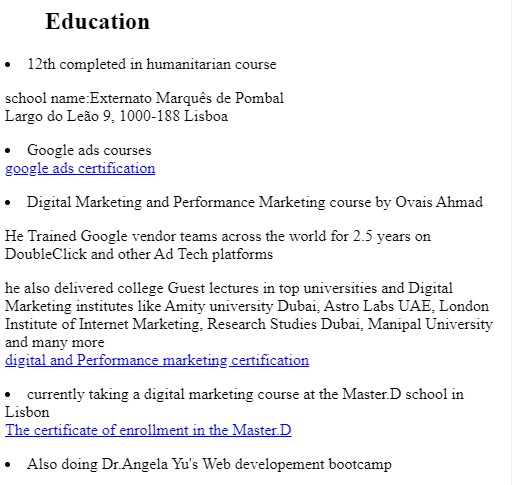 Education
• 12th completed in humanitarian course
school name:Externato Marquês de Pombal
Largo do Leão 9, 1000-188 Lisboa
• Google ads courses
google ads certification
• Digital Marketing and Performance Marketing course by Ovais Ahmad
He Trained Google vendor teams across the world for 2.5 years on
DoubleClick and other Ad Tech platforms
he also delivered college Guest lectures in top universities and Digital
Marketing institutes like Amity university Dubai, Astro Labs UAE, London
Institute of Internet Marketing, Research Studies Dubai, Manipal University
and many more
digital and Performance marketing certification
• currently taking a digital marketing course at the Master.D school in
Lisbon
The certificate of enrollment in the Master.D
• Also doing Dr.Angela Yu's Web developement bootcamp